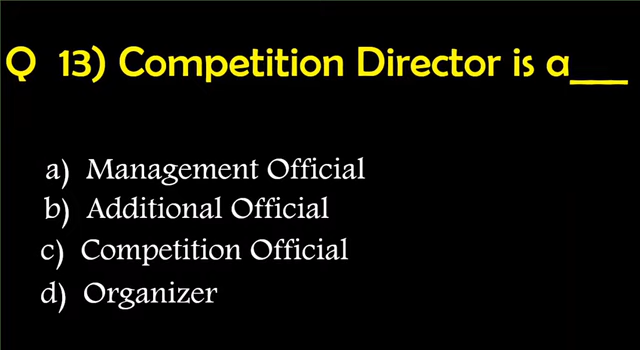 Q 13) Competition Director is a___
a) Management Official
b) Additional Official
c) Competition Official
d) Organizer